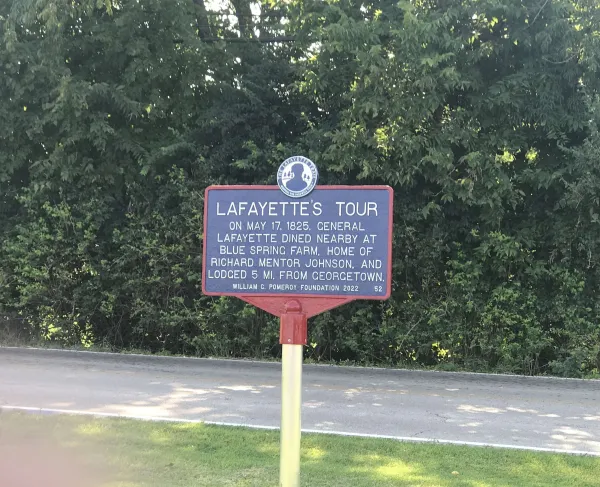 LAFAYETTE'S TOUR
ON MAY 17, 1825, GENERAL
LAFAYETTE DINED NEARBY AT
BLUE SPRING FARM, HOME OF
RICHARD MENTOR JOHNSON, AND
LODGED 5 MI. FROM GEORGETOWN.
WILLIAM G. POMEROY FOUNDATION 2022 52